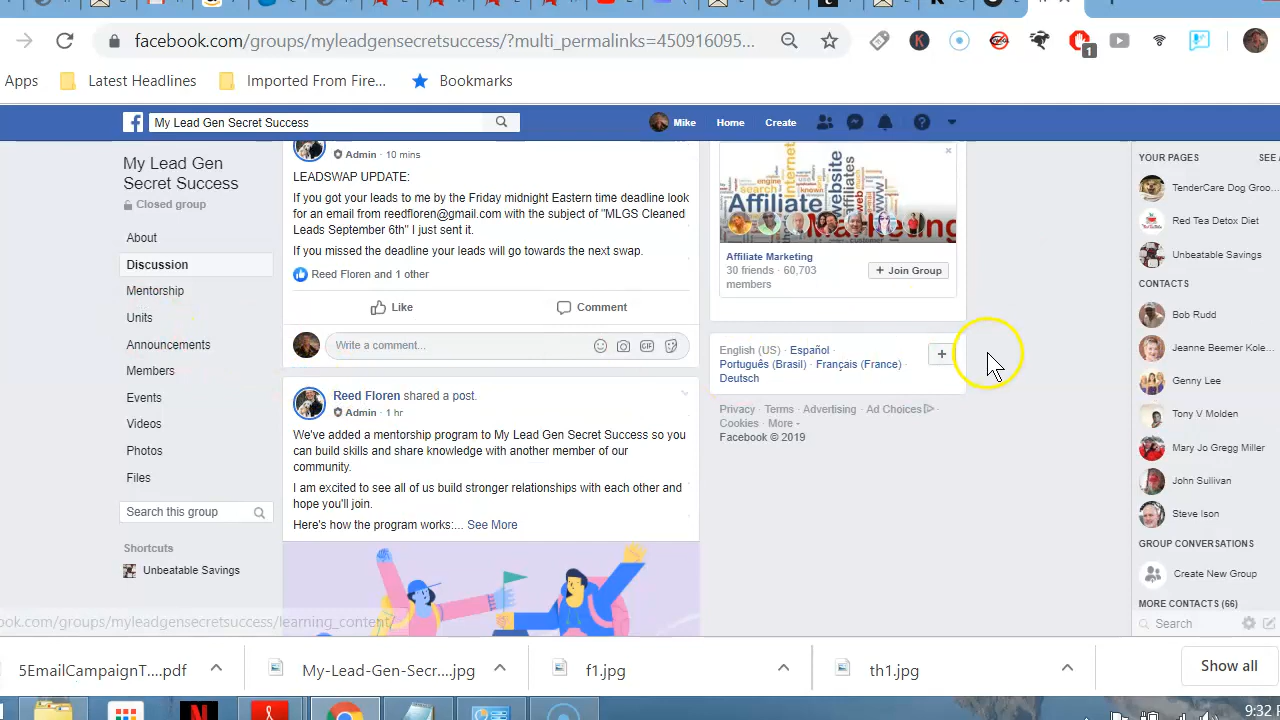 facebook.com/groups/myleadgensecretsuccess/?multi_permalinks=450916095...
1
Apps
Latest Headlines
Imported From Fire...
Bookmarks
My Lead Gen Secret Success
Mike
Home
Create
My Lead Gen
Secret Success
Closed group
About
Discussion
Mentorship
Units
Announcements
Members
Events
Videos
Photos
Files
Search this group
Shortcuts
Unbeatable Savings
Admin · 10 mins
LEADSWAP UPDATE:
If you got your leads to me by the Friday midnight Eastern time deadline look
for an email from reedfloren@gmail.com with the subject of "MLGS Cleaned
Leads September 6th" I just sent it.
If you missed the deadline your leads will go towards the next swap.
Reed Floren and 1 other
Like
Comment
Write a comment...
GIF
Reed Floren shared a post.
Admin · 1 hr
We've added a mentorship program to My Lead Gen Secret Success so you
can build skills and share knowledge with another member of our
community.
I am excited to see all of us build stronger relationships with each other and
hope you'll join.
Here's how the program works:... See More
Affiliate
Marketing
internet
website
affiliates
Affiliate Marketing
30 friends · 60,703
members
+ Join Group
English (US) · Español ·
Português (Brasil) · Français (France) ·
Deutsch
+
Privacy · Terms · Advertising · Ad Choices ·
Cookies · More
Facebook © 2019
YOUR PAGES
SEE A
TenderCare Dog Groo...
Red Tea Detox Diet
Unbeatable Savings
CONTACTS
Bob Rudd
Jeanne Beemer Kole...
Genny Lee
Tony V Molden
Mary Jo Gregg Miller
John Sullivan
Steve Ison
GROUP CONVERSATIONS
Create New Group
MORE CONTACTS (66)
Search
ook.com/groups/myleadgensecretsuccess/learning_content/
5EmailCampaignT....pdf
My-Lead-Gen-Secr....jpg
f1.jpg
th1.jpg
Show all
9:32